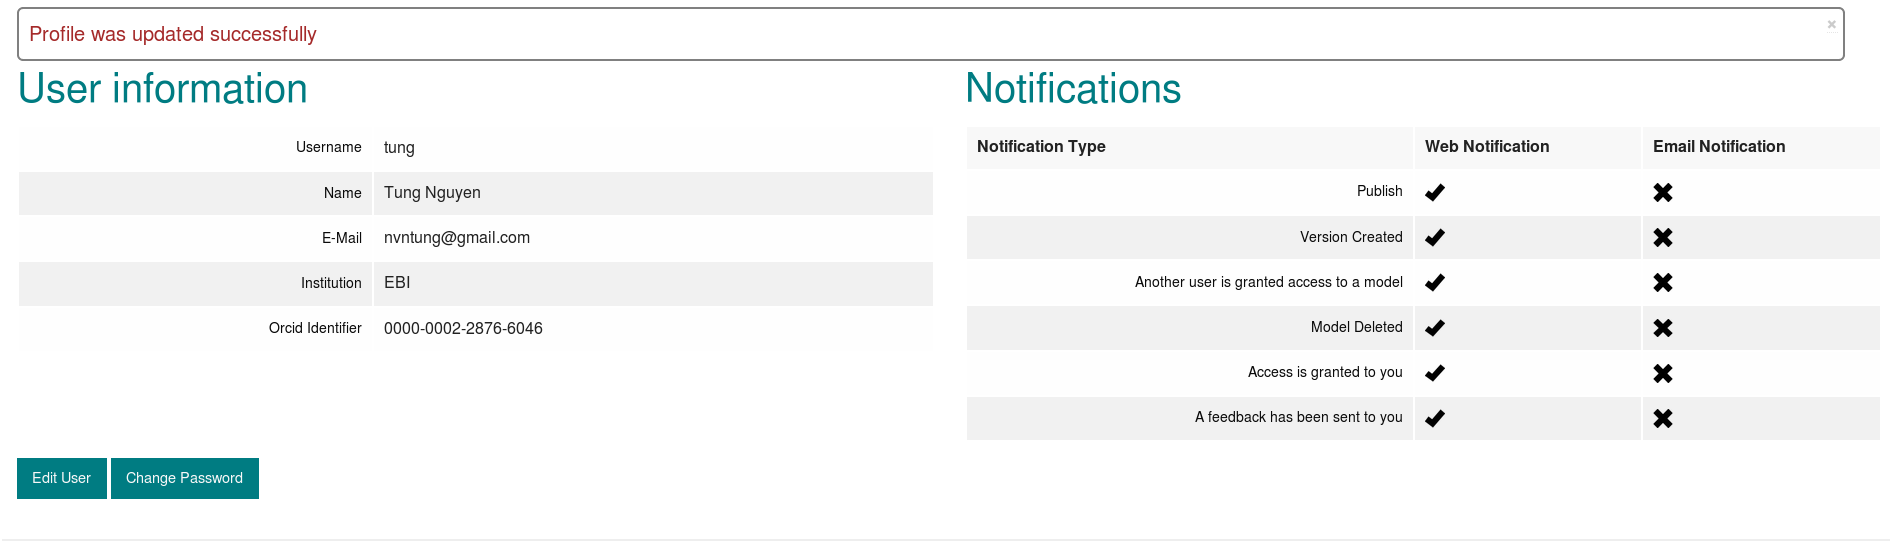 Profile was updated successfully
×
User information
Username tung
Name Tung Nguyen
E-Mail nvntung@gmail.com
Institution EBI
Orcid Identifier 0000-0002-2876-6046
Edit User Change Password
Notifications
Notification Type Web Notification Email Notification
Publish ✔ ✖
Version Created ✔ ✖
Another user is granted access to a model ✔ ✖
Model Deleted ✔ ✖
Access is granted to you ✔ ✖
A feedback has been sent to you ✔ ✖